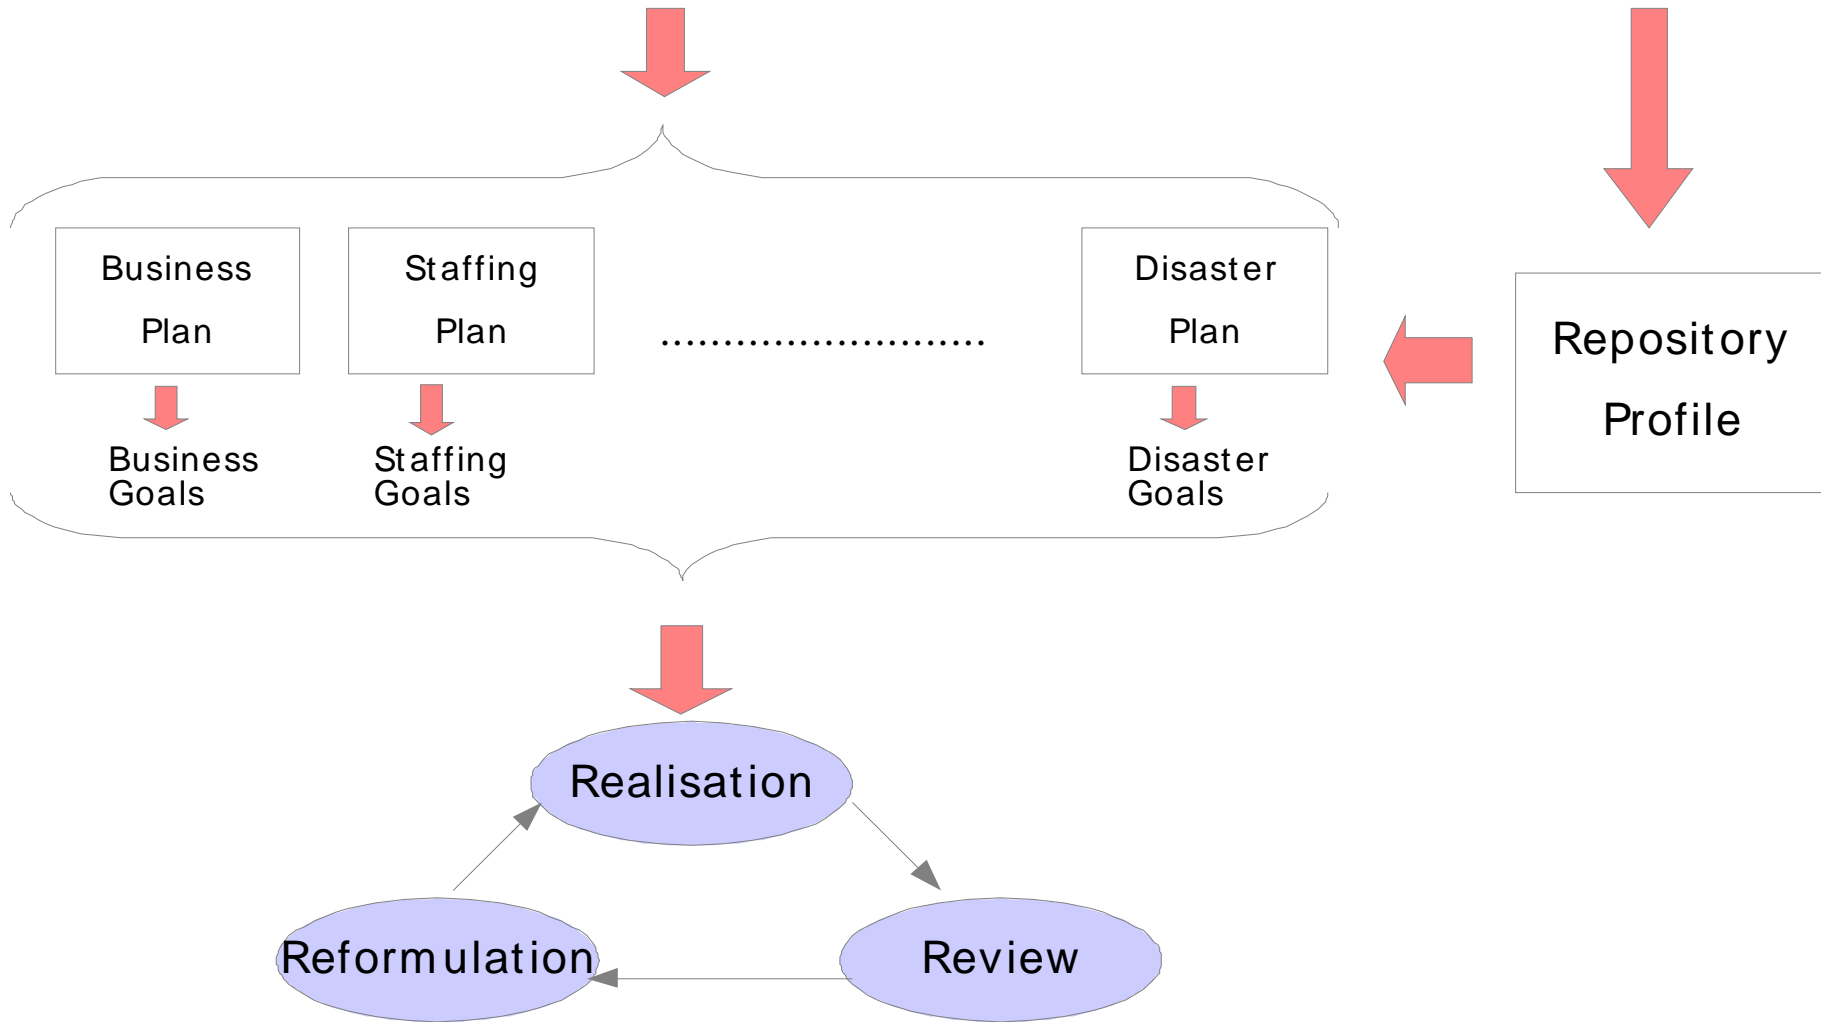 Business
Plan
Staffing
Plan
..........................
Disaster
Plan
Business
Goals
Staffing
Goals
Disaster
Goals
Repository
Profile
Realisation
Reformulation
Review